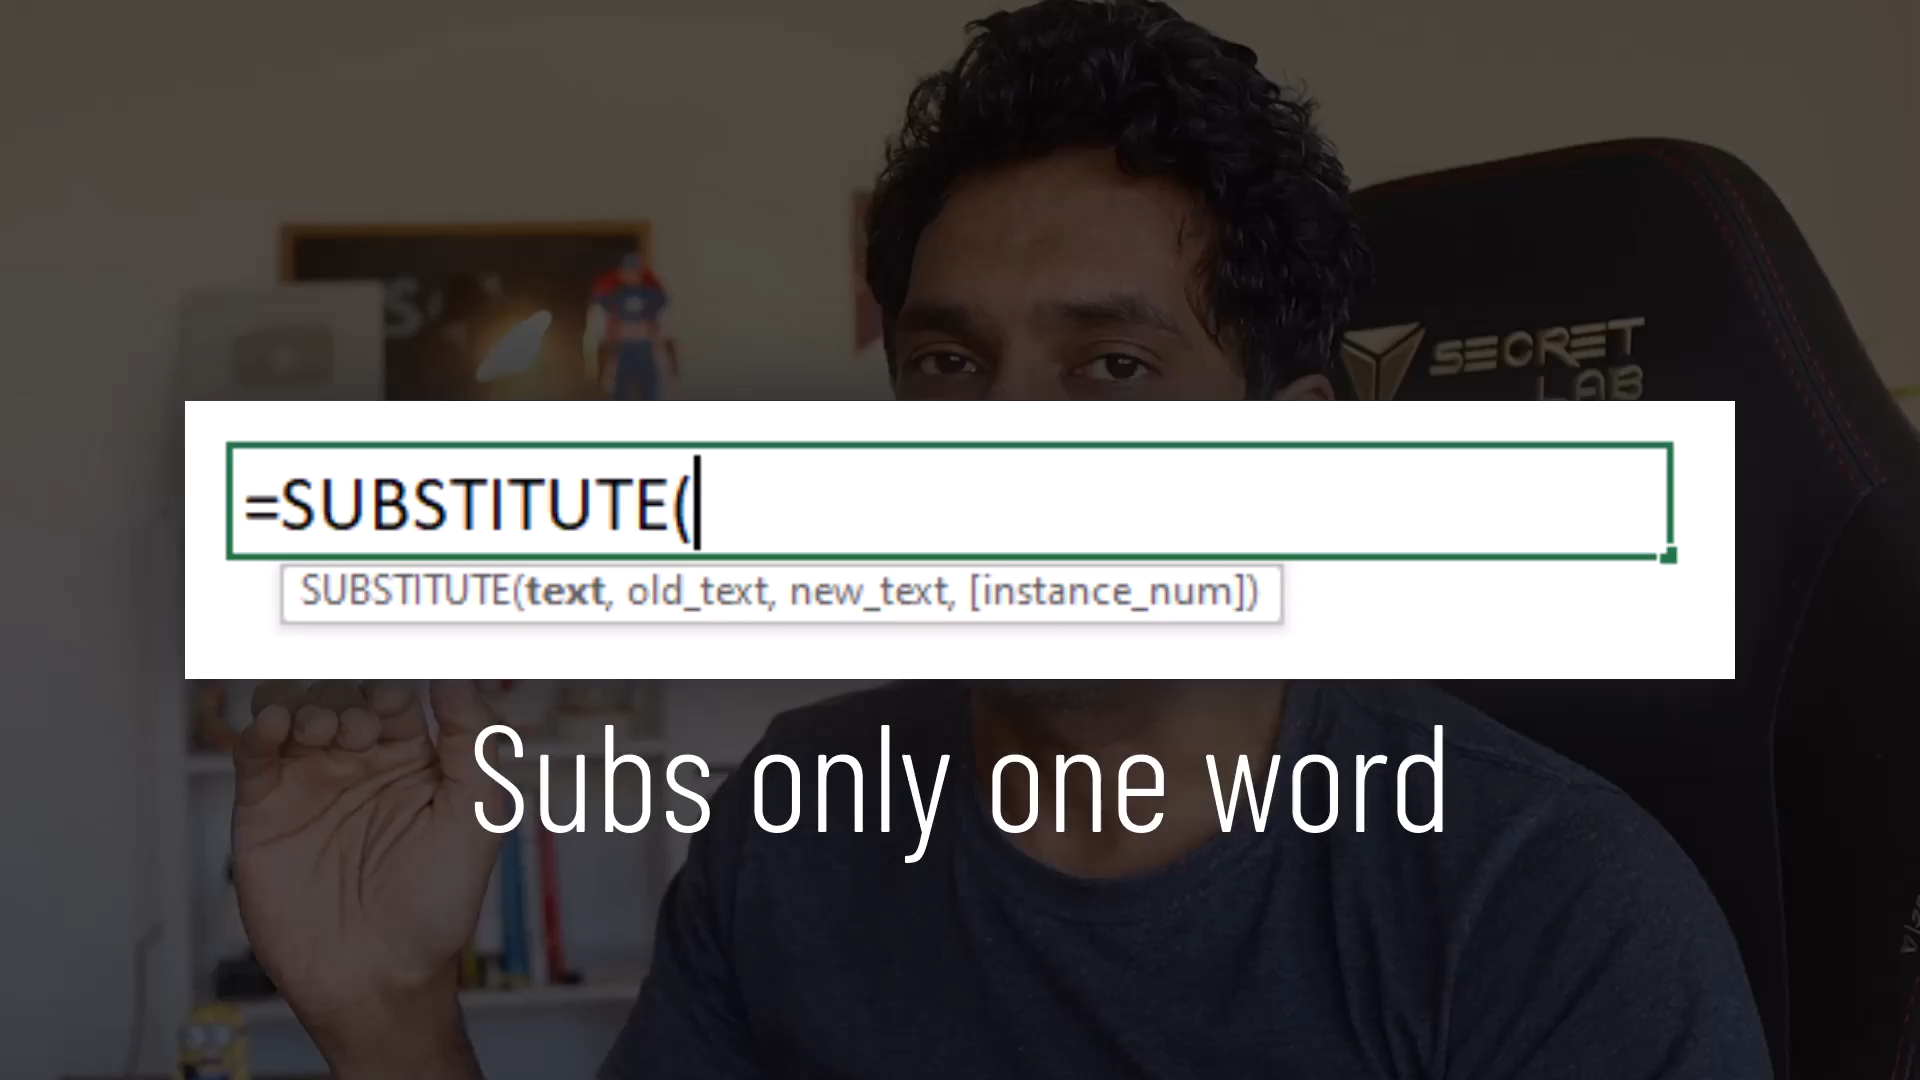 SECRET
LAB
=SUBSTITUTE(
SUBSTITUTE(text, old_text, new_text, [instance_num])
Subs only one word